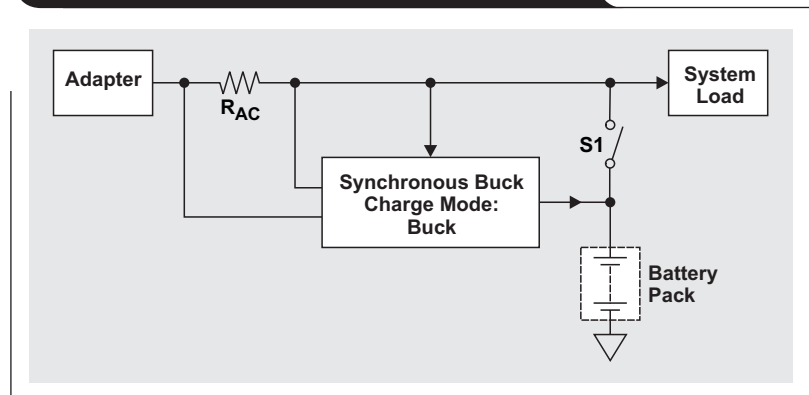 Adapter
R_AC
System
Load
S1
Synchronous Buck
Charge Mode:
Buck
Battery
Pack